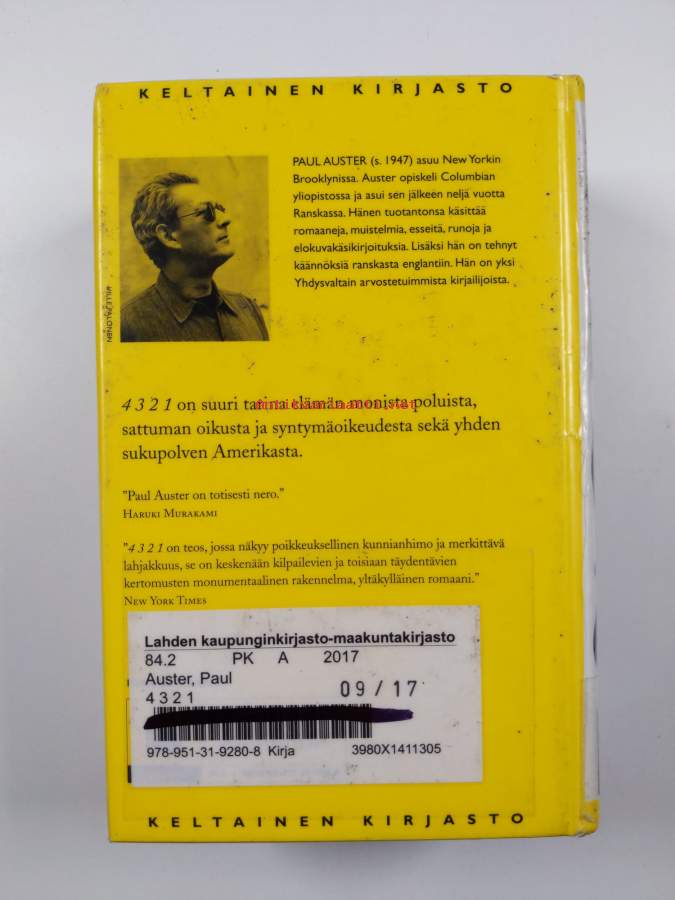 KELTAINEN KIRJASTO
PAUL AUSTER (s. 1947) asuu New Yorkin
Brooklynissa. Auster opiskeli Columbian
yliopistossa ja asui sen jälkeen neljä vuotta
Ranskassa. Hänen tuotantonsa käsittää
romaaneja, muistelmia, esseitä, runoja ja
elokuvakäsikirjoituksia. Lisäksi hän on tehnyt
käännöksiä ranskasta englantiin. Hän on yksi
Yhdysvaltain arvostetuimmista kirjailijoista.
VILLE PALONEN
4 3 2 1 on suuri tarina elämän monista poluista,
sattuman oikusta ja syntymäoikeudesta sekä yhden
sukupolven Amerikasta.
"Paul Auster on totisesti nero."
HARUKI MURAKAMI
"4 3 2 1 on teos, jossa näkyy poikkeuksellinen kunnianhimo ja merkittävä
lahjakkuus, se on keskenään kilpailevien ja toisiaan täydentävien
kertomusten monumentaalinen rakennelma, yltäkylläinen romaani."
NEW YORK TIMES
Lahden kaupunginkirjasto-maakuntakirjasto
84.2 PK A 2017
Auster, Paul
4 3 2 1
09/17
978-951-31-9280-8 Kirja 3980X1411305
KELTAINEN KIRJASTO